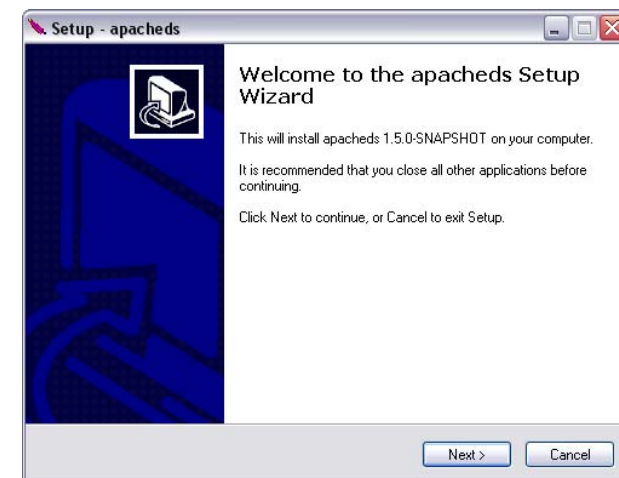 Setup - apacheds
Welcome to the apacheds Setup
Wizard
This will install apacheds 1.5.0-SNAPSHOT on your computer.
It is recommended that you close all other applications before
continuing.
Click Next to continue, or Cancel to exit Setup.
Next >
Cancel